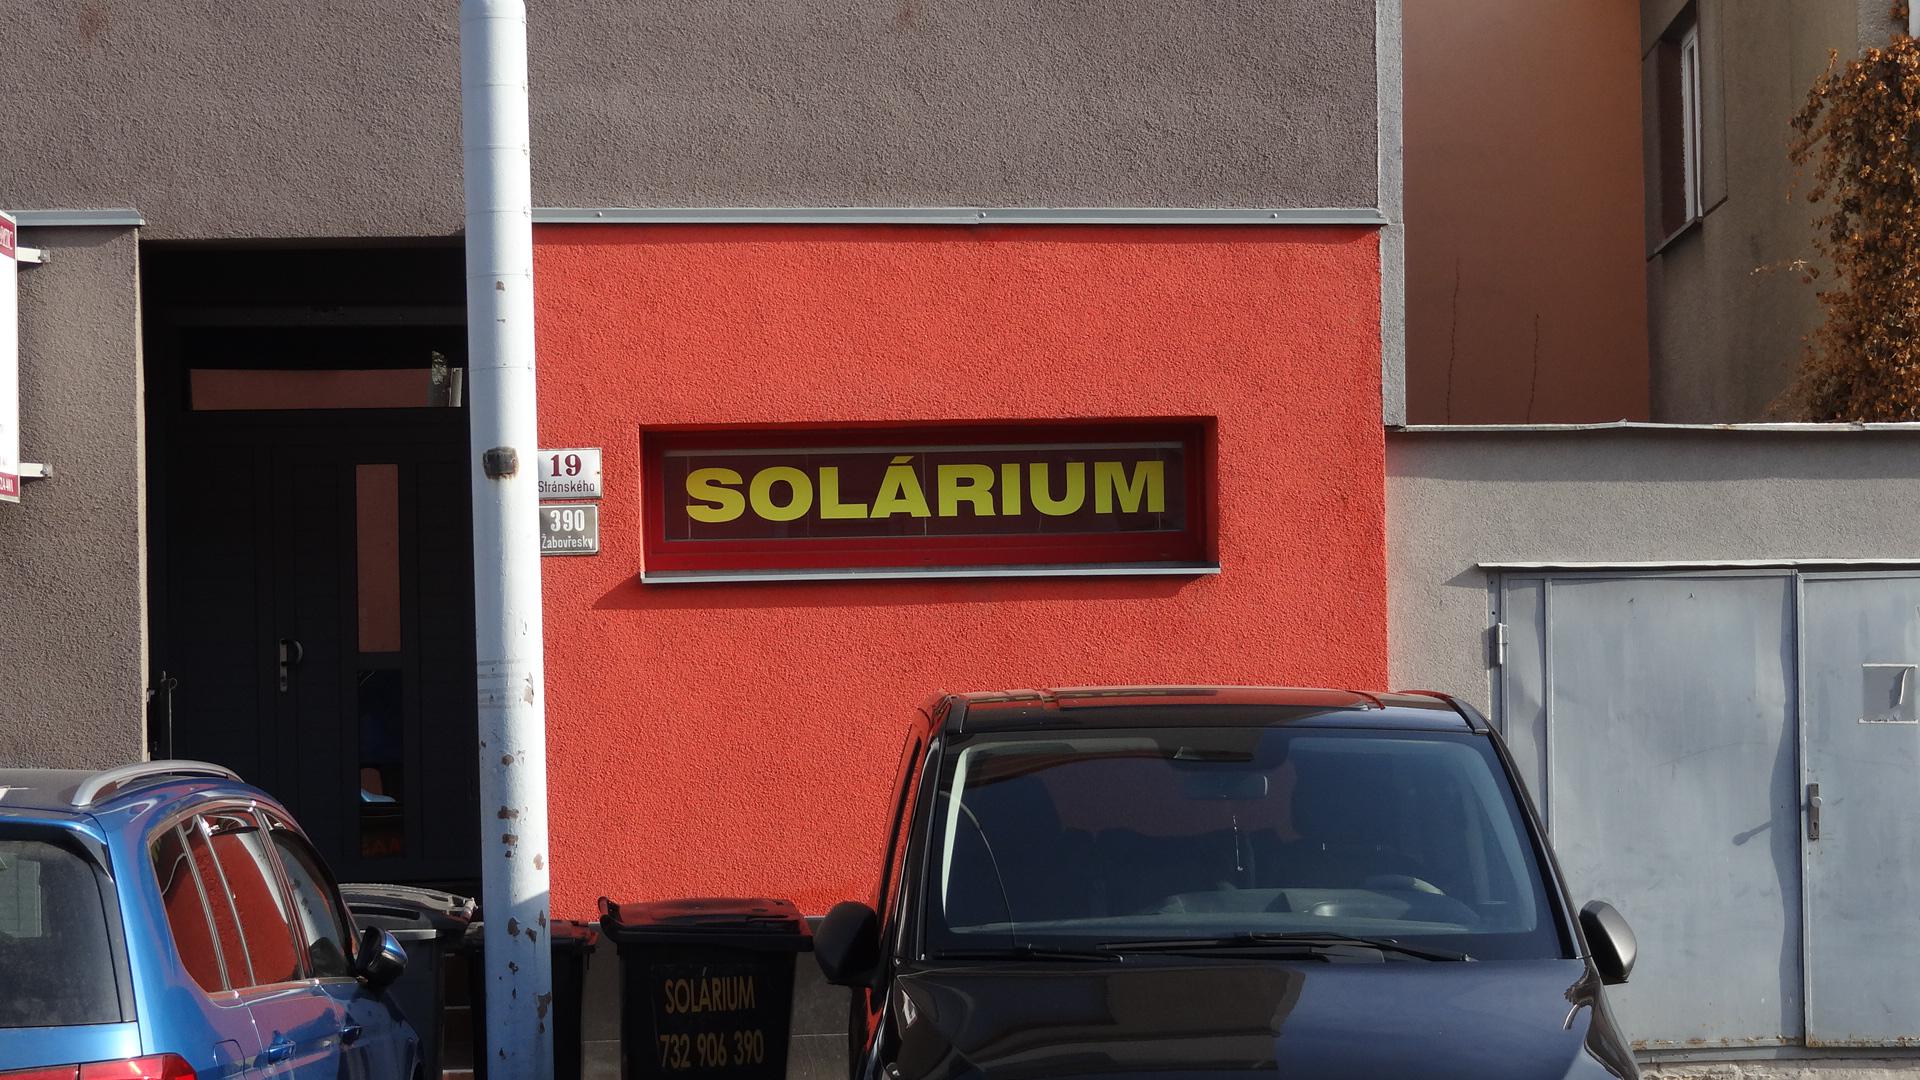 19
Stránského
390
Žabovřesky
SOLÁRIUM
SOLÁRIUM
732 906 390